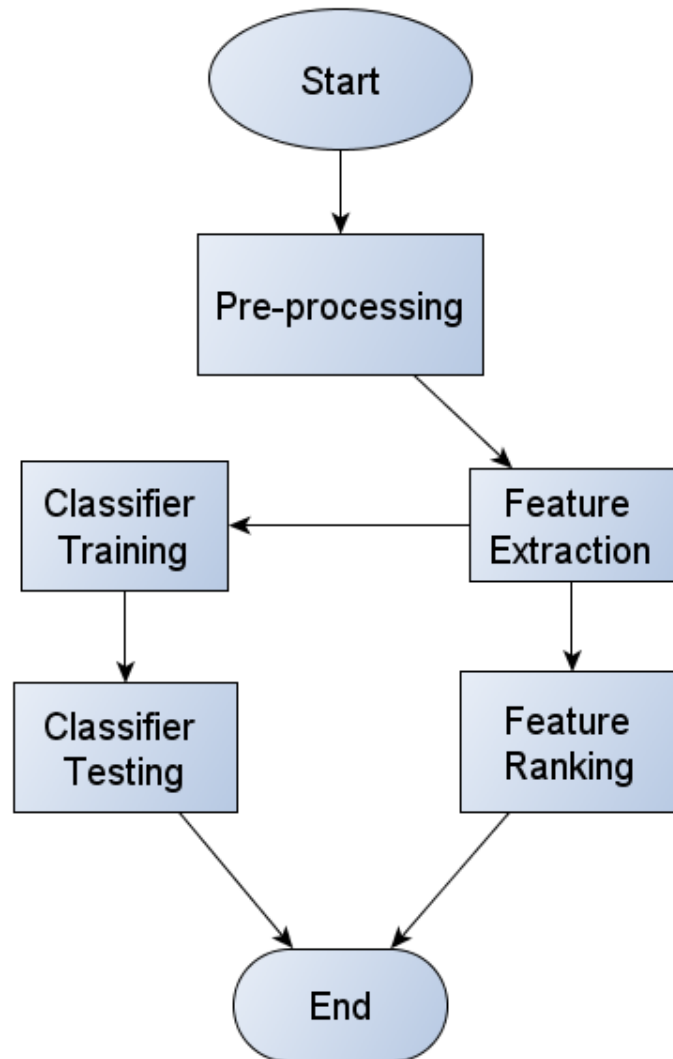 Start
Pre-processing
Feature
Extraction
Classifier
Training
Classifier
Testing
Feature
Ranking
End